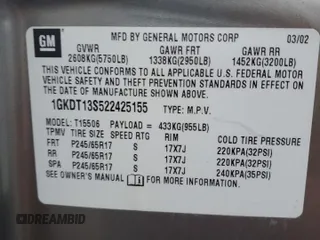 GM
MFD BY GENERAL MOTORS CORP 03/02
GVWR GAWR FRT GAWR RR
2608KG(5750LB) 1338KG(2950LB) 1452KG(3200LB)
THIS VEHICLE CONFORMS TO ALL APPLICABLE U.S. FEDERAL MOTOR
VEHICLE SAFETY AND THEFT PREVENTION STANDARDS IN EFFECT ON
THE DATE OF MANUFACTURE SHOWN ABOVE.
1GKDT13S522425155 TYPE: M.P.V.
MODEL: T15506 PAYLOAD = 433KG(955LB)
TPMV TIRE SIZE SPEED RTG RIM COLD TIRE PRESSURE
FRT P245/65R17 S 17X7J 220KPA(32PSI)
RR P245/65R17 S 17X7J 220KPA(32PSI)
SPA P245/65R17 S 17X7J 240KPA(35PSI)
SEE OWNER'S MANUAL FOR MORE INFORMATION.
DREAMBID